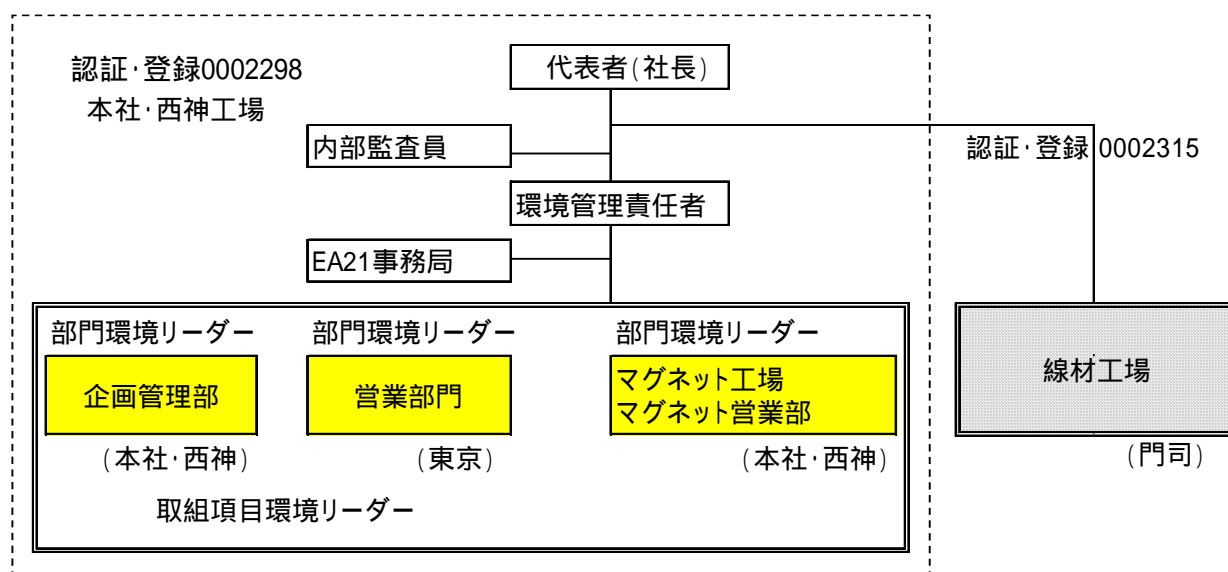 認証・登録0002298
本社・西神工場
代表者(社長)
内部監査員
認証・登録 0002315
環境管理責任者
EA21事務局
部門環境リーダー
部門環境リーダー
部門環境リーダー
企画管理部
営業部門
マグネット工場
マグネット営業部
線材工場
(本社・西神)
(東京)
(本社・西神)
(門司)
取組項目環境リーダー